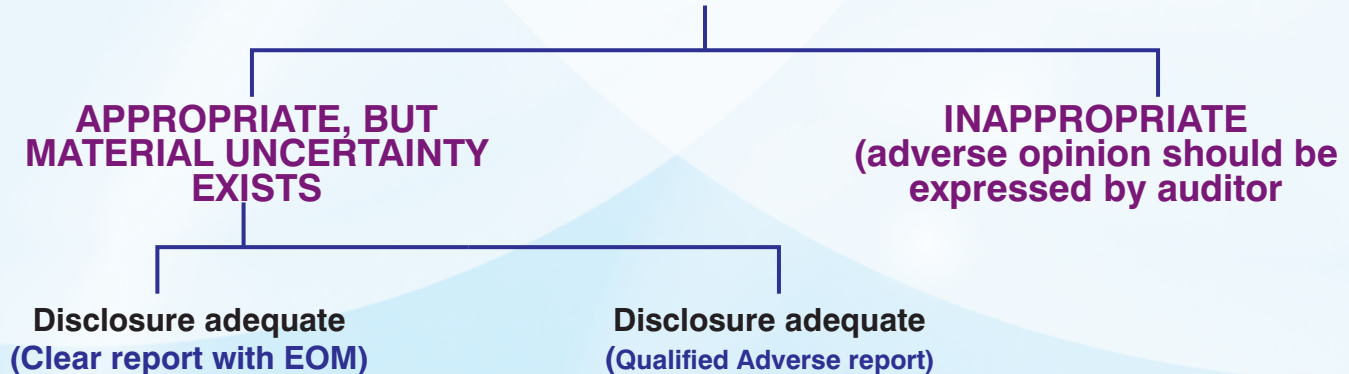 APPROPRIATE, BUT
MATERIAL UNCERTAINTY
EXISTS
INAPPROPRIATE
(adverse opinion should be
expressed by auditor
Disclosure adequate
(Clear report with EOM)
Disclosure adequate
(Qualified Adverse report)